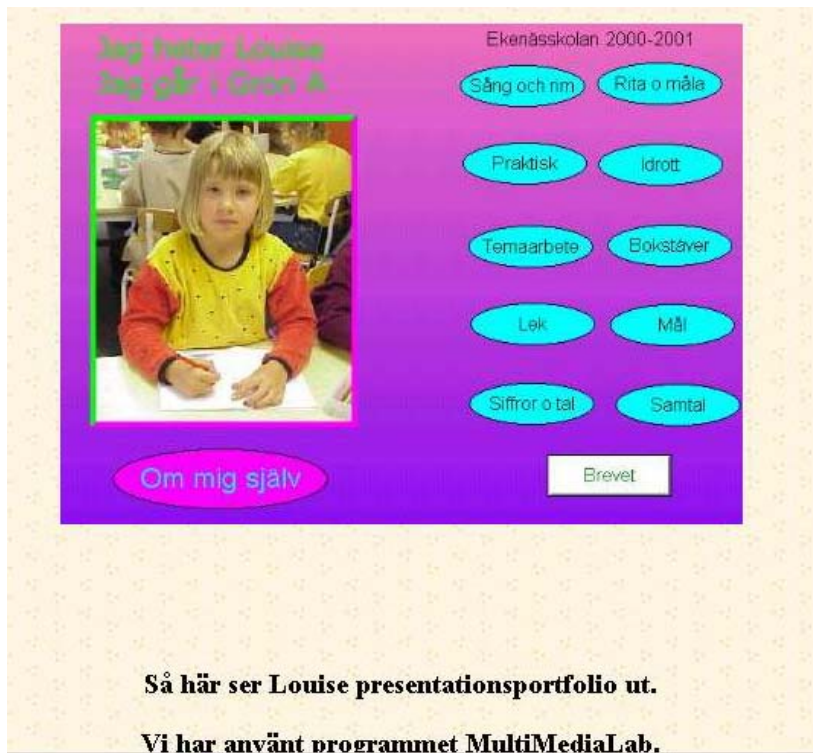 Jag heter Louise
Jag går i Grön A
Ekenässkolan 2000-2001
Sång och rim
Rita o måla
Praktisk
Idrott
Temaarbete
Bokstäver
Lek
Mål
Siffror o tal
Samtal
Om mig själv
Brevet
Så här ser Louise presentationsportfolio ut.
Vi har använt programmet MultiMediaLab.